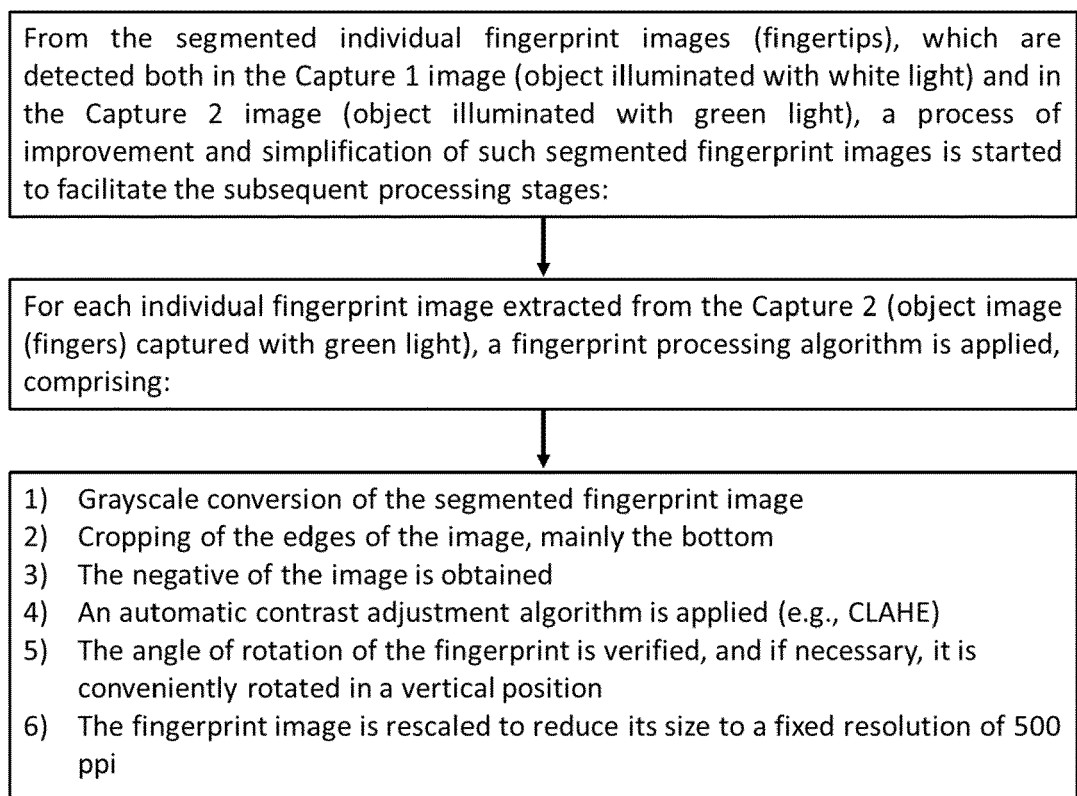 From the segmented individual fingerprint images (fingertips), which are
detected both in the Capture 1 image (object illuminated with white light) and in
the Capture 2 image (object illuminated with green light), a process of
improvement and simplification of such segmented fingerprint images is started
to facilitate the subsequent processing stages:
For each individual fingerprint image extracted from the Capture 2 (object image
(fingers) captured with green light), a fingerprint processing algorithm is applied,
comprising:
1) Grayscale conversion of the segmented fingerprint image
2) Cropping of the edges of the image, mainly the bottom
3) The negative of the image is obtained
4) An automatic contrast adjustment algorithm is applied (e.g., CLAHE)
5) The angle of rotation of the fingerprint is verified, and if necessary, it is
conveniently rotated in a vertical position
6) The fingerprint image is rescaled to reduce its size to a fixed resolution of 500
ppi